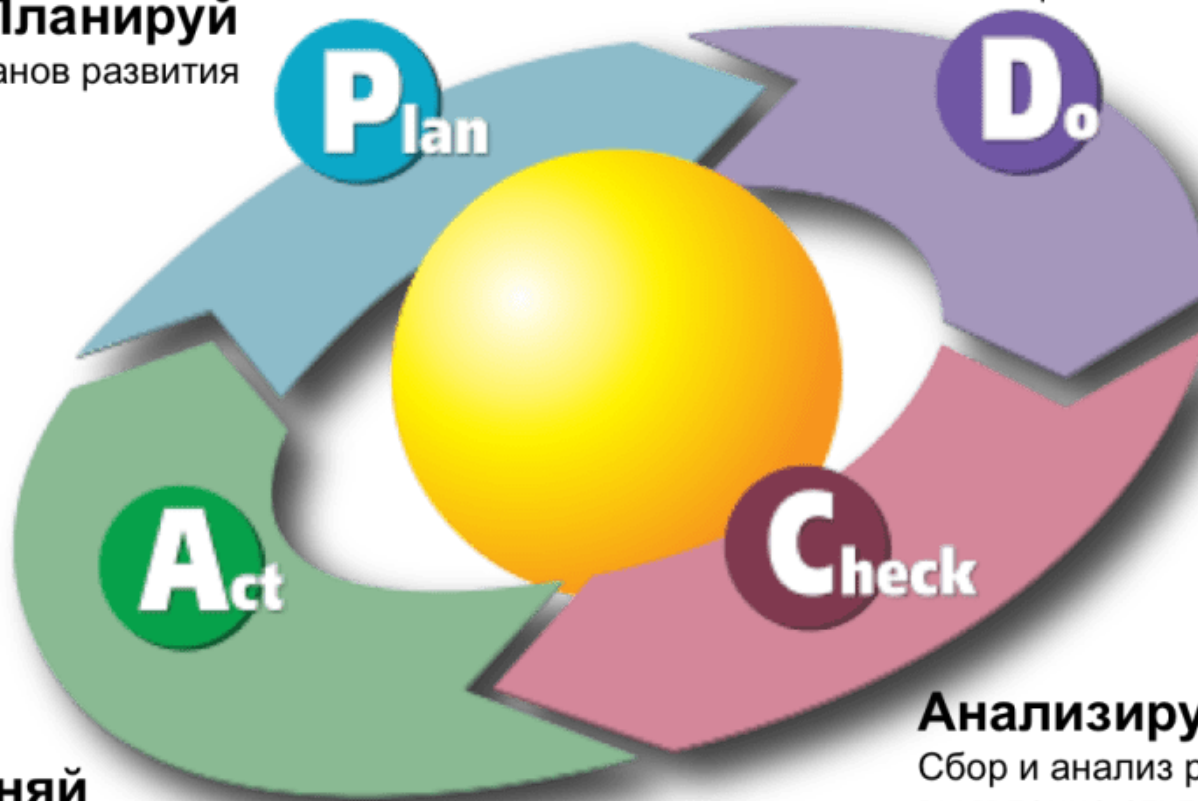 Планируй
анов развития
Plan
Do
Act
Check
Анализиру
Сбор и анализ р
няй